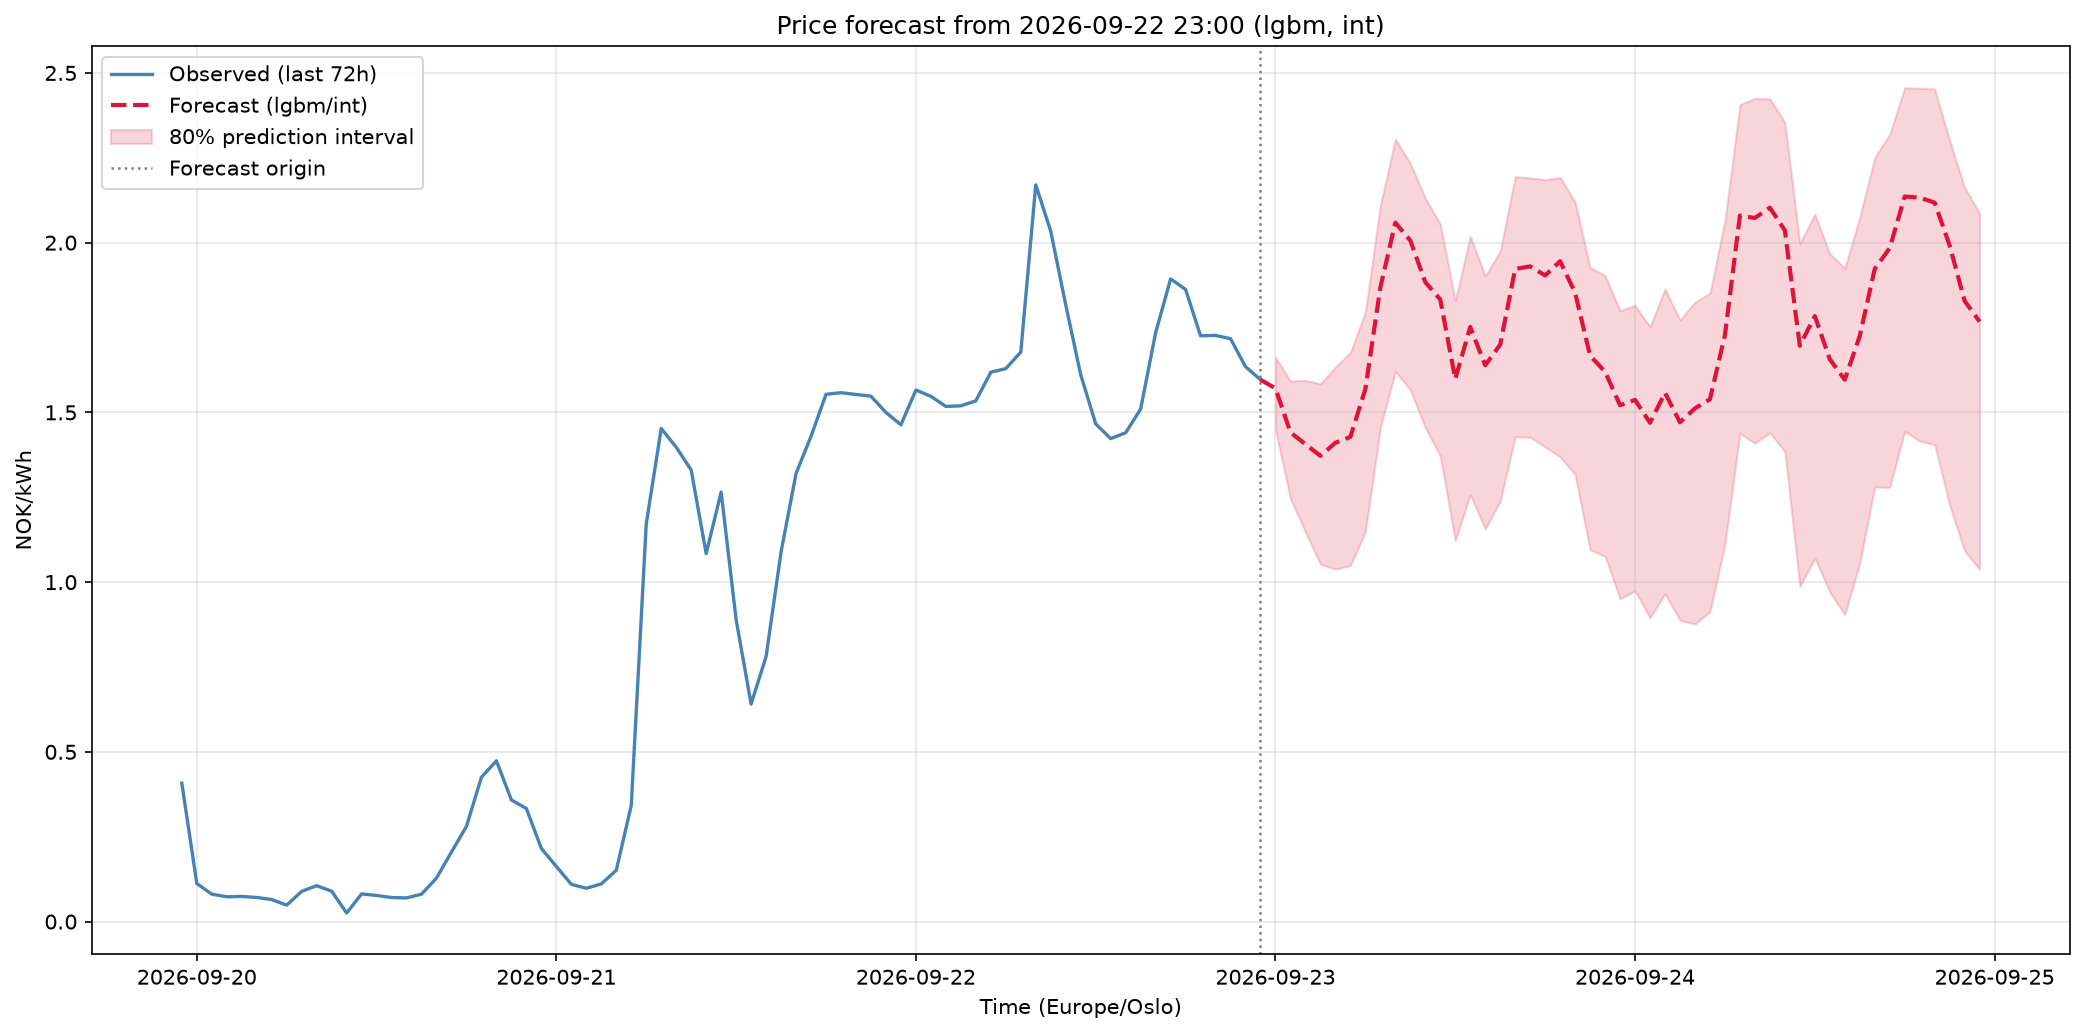 Price forecast from 2026-09-22 23:00 (lgbm, int)
Observed (last 72h)
Forecast (lgbm/int)
80% prediction interval
Forecast origin
NOK/kWh
2.5
2.0
1.5
1.0
0.5
0.0
2026-09-20 2026-09-21 2026-09-22 2026-09-23 2026-09-24 2026-09-25
Time (Europe/Oslo)